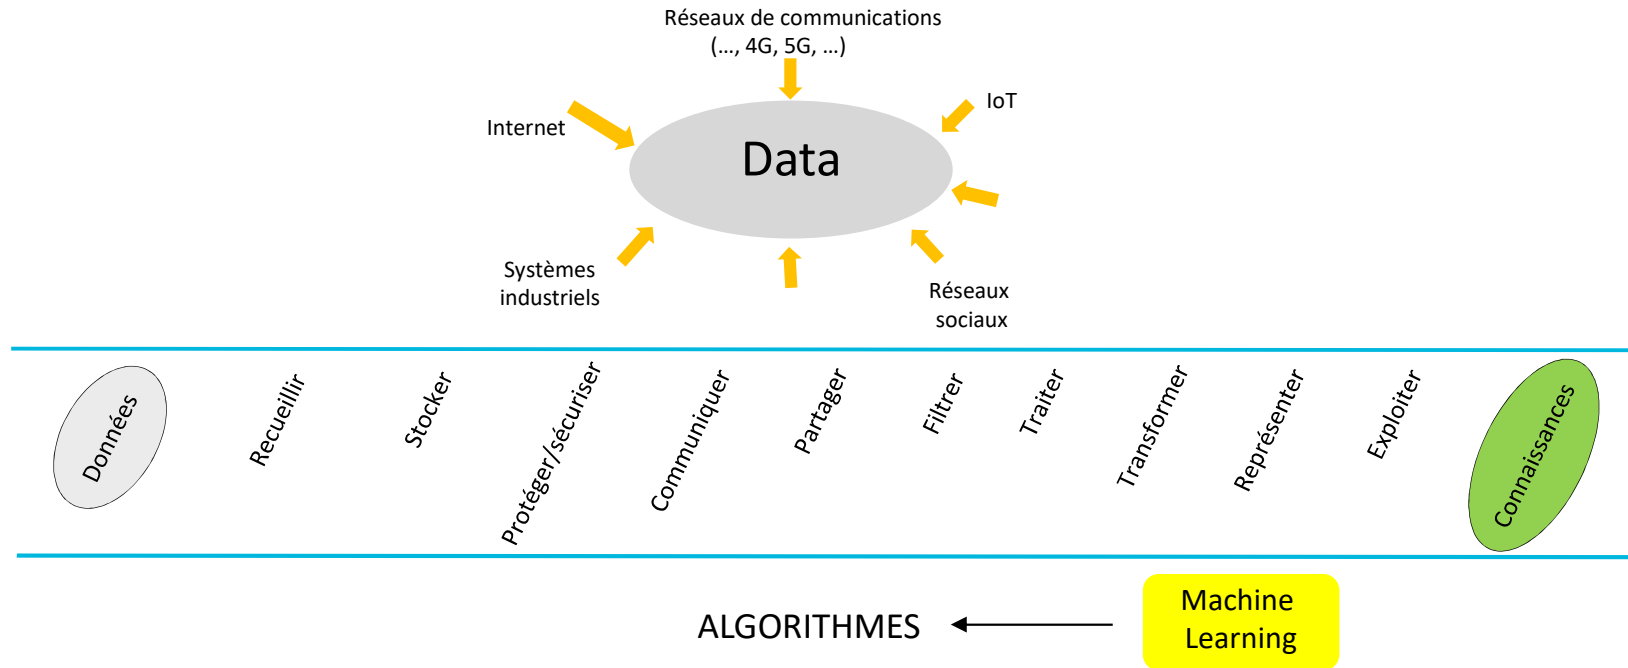 Réseaux de communications
(…, 4G, 5G, …)
IoT
Internet
Data
Systèmes
industriels
Réseaux
sociaux
Données
Recueillir
Stocker
Protéger/sécuriser
Communiquer
Partager
Filtrer
Traiter
Transformer
Représenter
Exploiter
Connaissances
ALGORITHMES
Machine
Learning